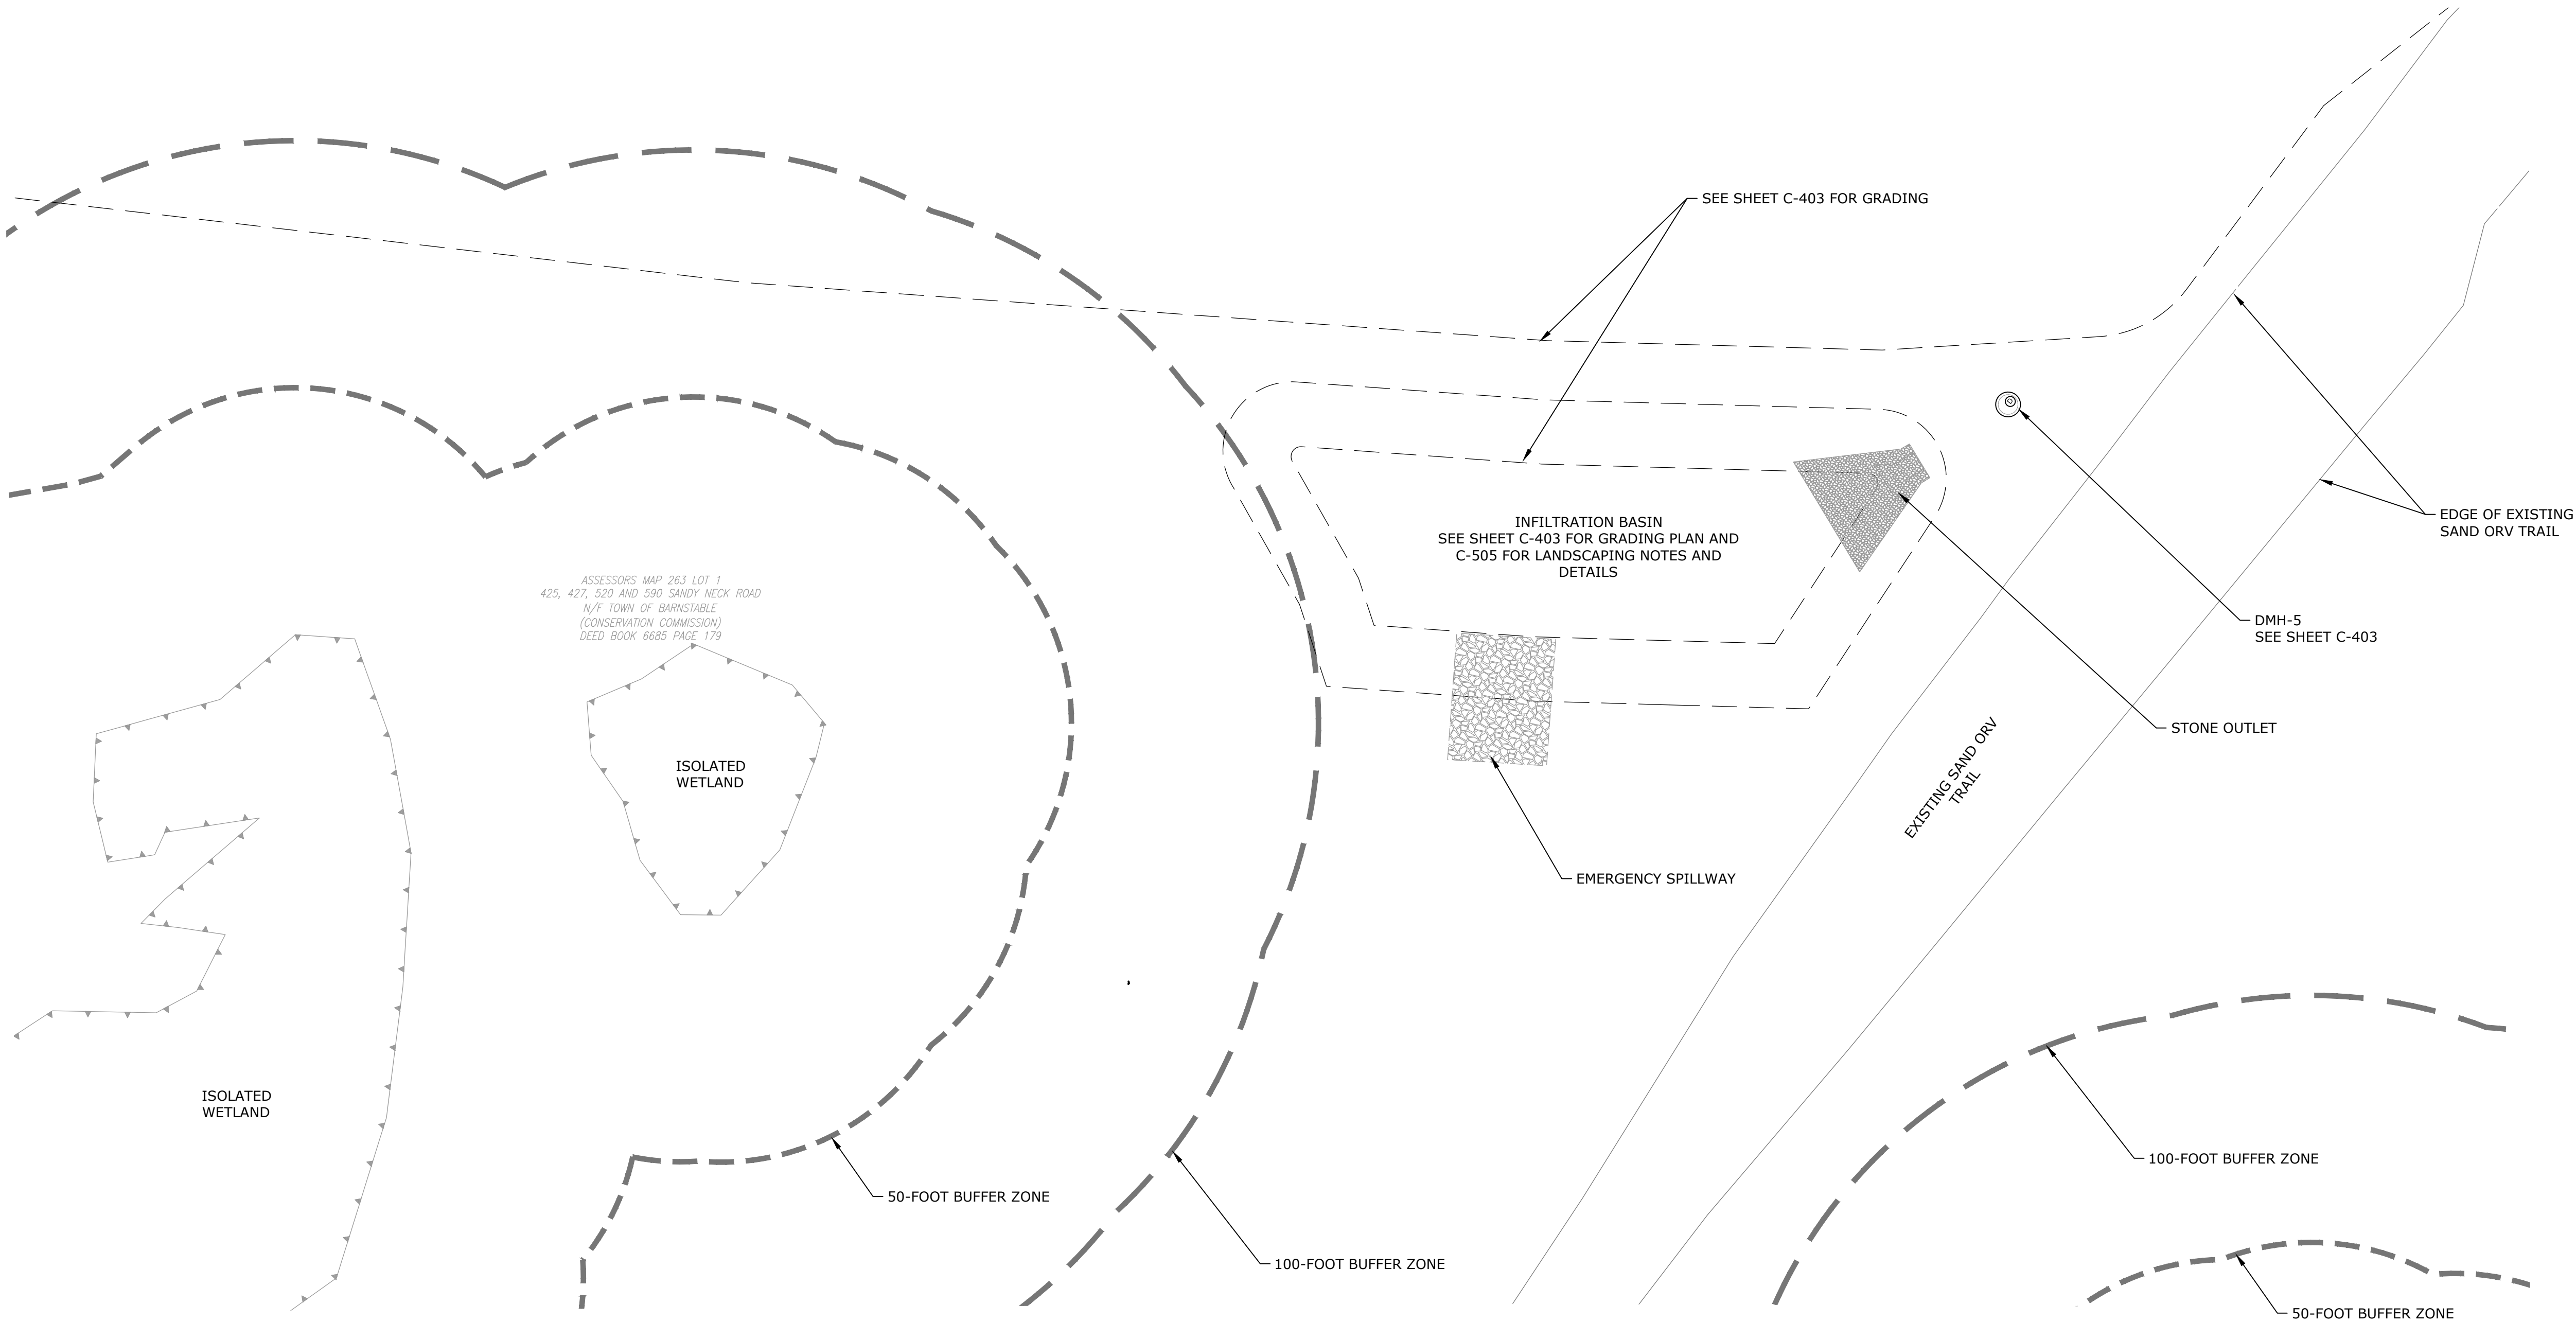 SEE SHEET C-403 FOR GRADING
INFILTRATION BASIN
SEE SHEET C-403 FOR GRADING PLAN AND
C-505 FOR LANDSCAPING NOTES AND
DETAILS
EDGE OF EXISTING
SAND ORV TRAIL
ASSESSORS MAP 263 LOT 1
425, 427, 520 AND 590 SANDY NECK ROAD
N/F TOWN OF BARNSTABLE
(CONSERVATION COMMISSION)
DEED BOOK 6685 PAGE 179
DMH-5
SEE SHEET C-403
STONE OUTLET
ISOLATED
WETLAND
EXISTING SAND ORV
TRAIL
EMERGENCY SPILLWAY
ISOLATED
WETLAND
100-FOOT BUFFER ZONE
50-FOOT BUFFER ZONE
100-FOOT BUFFER ZONE
50-FOOT BUFFER ZONE